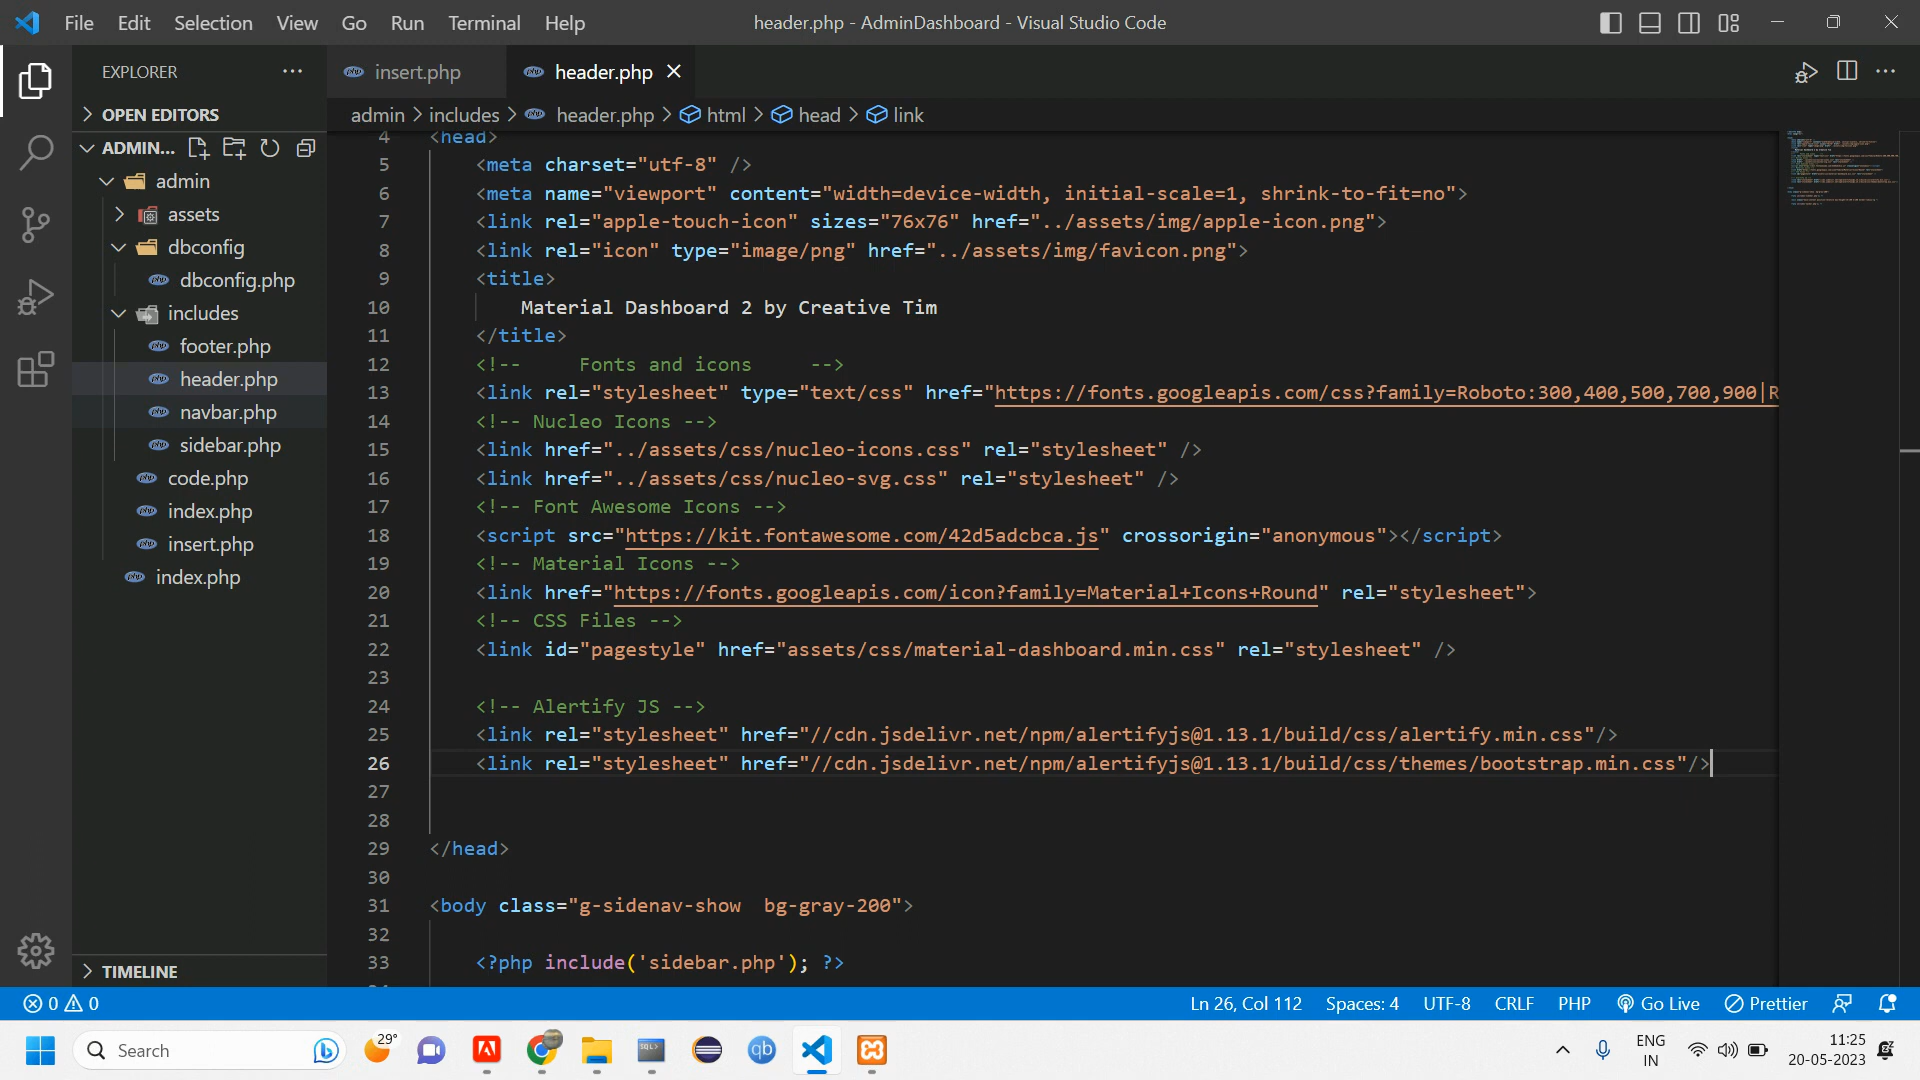 File Edit Selection View Go Run Terminal Help header.php - AdminDashboard - Visual Studio Code
EXPLORER
OPEN EDITORS
ADMIN...
admin
assets
dbconfig
dbconfig.php
includes
footer.php
header.php
navbar.php
sidebar.php
code.php
index.php
insert.php
index.php
TIMELINE
insert.php header.php
admin > includes > header.php > html > head > link
4 <head>
5 <meta charset="utf-8" />
6 <meta name="viewport" content="width=device-width, initial-scale=1, shrink-to-fit=no">
7 <link rel="apple-touch-icon" sizes="76x76" href="../assets/img/apple-icon.png">
8 <link rel="icon" type="image/png" href="../assets/img/favicon.png">
9 <title>
10 Material Dashboard 2 by Creative Tim
11 </title>
12 <!-- Fonts and icons -->
13 <link rel="stylesheet" type="text/css" href="https://fonts.googleapis.com/css?family=Roboto:300,400,500,700,900|R
14 <!-- Nucleo Icons -->
15 <link href="../assets/css/nucleo-icons.css" rel="stylesheet" />
16 <link href="../assets/css/nucleo-svg.css" rel="stylesheet" />
17 <!-- Font Awesome Icons -->
18 <script src="https://kit.fontawesome.com/42d5adcbca.js" crossorigin="anonymous"></script>
19 <!-- Material Icons -->
20 <link href="https://fonts.googleapis.com/icon?family=Material+Icons+Round" rel="stylesheet">
21 <!-- CSS Files -->
22 <link id="pagestyle" href="assets/css/material-dashboard.min.css" rel="stylesheet" />
23
24 <!-- Alertify JS -->
25 <link rel="stylesheet" href="//cdn.jsdelivr.net/npm/alertifyjs@1.13.1/build/css/alertify.min.css"/>
26 <link rel="stylesheet" href="//cdn.jsdelivr.net/npm/alertifyjs@1.13.1/build/css/themes/bootstrap.min.css"/>
27
28
29 </head>
30
31 <body class="g-sidenav-show  bg-gray-200">
32
33 <?php include('sidebar.php'); ?>
0 0 Ln 26, Col 112 Spaces: 4 UTF-8 CRLF PHP Go Live Prettier
Search 29° ENG 11:25
IN 20-05-2023